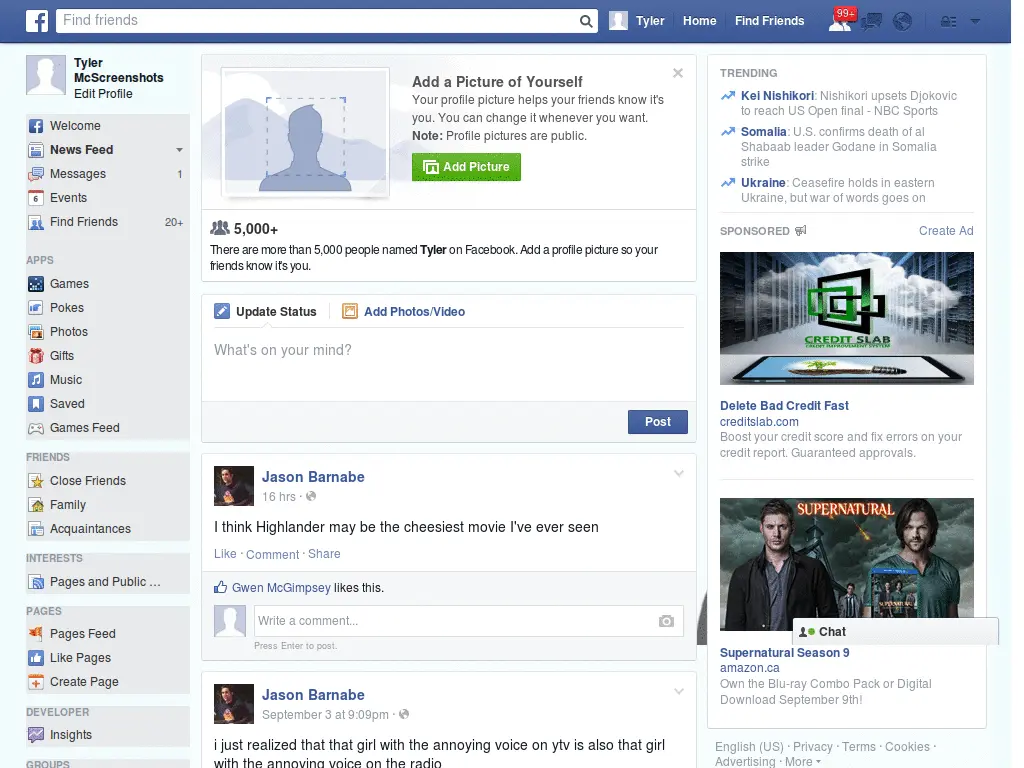 Find friends
Tyler
Home
Find Friends
99+
Tyler
McScreenshots
Edit Profile
Welcome
News Feed
Messages 1
6 Events
Find Friends 20+
APPS
Games
Pokes
Photos
Gifts
Music
Saved
Games Feed
FRIENDS
Close Friends
Family
Acquaintances
INTERESTS
Pages and Public ...
PAGES
Pages Feed
Like Pages
Create Page
DEVELOPER
Insights
GROUPS
Add a Picture of Yourself
Your profile picture helps your friends know it's
you. You can change it whenever you want.
Note: Profile pictures are public.
Add Picture
5,000+
There are more than 5,000 people named Tyler on Facebook. Add a profile picture so your
friends know it's you.
Update Status
Add Photos/Video
What's on your mind?
Post
Jason Barnabe
16 hrs ·
I think Highlander may be the cheesiest movie I've ever seen
Like · Comment · Share
Gwen McGimpsey likes this.
Write a comment...
Press Enter to post.
Jason Barnabe
September 3 at 9:09pm ·
i just realized that that girl with the annoying voice on ytv is also that girl
with the annoying voice on the radio
TRENDING
Kei Nishikori: Nishikori upsets Djokovic
to reach US Open final - NBC Sports
Somalia: U.S. confirms death of al
Shabaab leader Godane in Somalia
strike
Ukraine: Ceasefire holds in eastern
Ukraine, but war of words goes on
SPONSORED
Create Ad
CREDIT SLAB
CREDIT IMPROVEMENT SYSTEM
Delete Bad Credit Fast
creditslab.com
Boost your credit score and fix errors on your
credit report. Guaranteed approvals.
SUPERNATURAL
Chat
Supernatural Season 9
amazon.ca
Own the Blu-ray Combo Pack or Digital
Download September 9th!
English (US) · Privacy · Terms · Cookies ·
Advertising · More